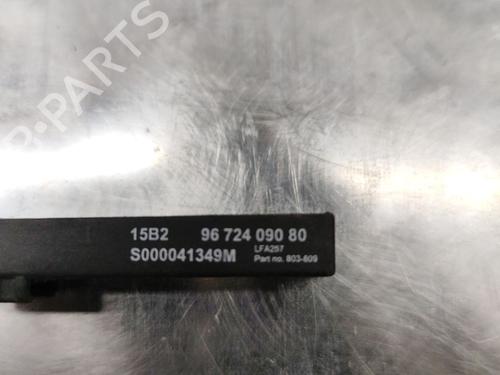 B-PARTS
15B2 96 724 090 80
S000041349M LFA257
Part no. 803-609